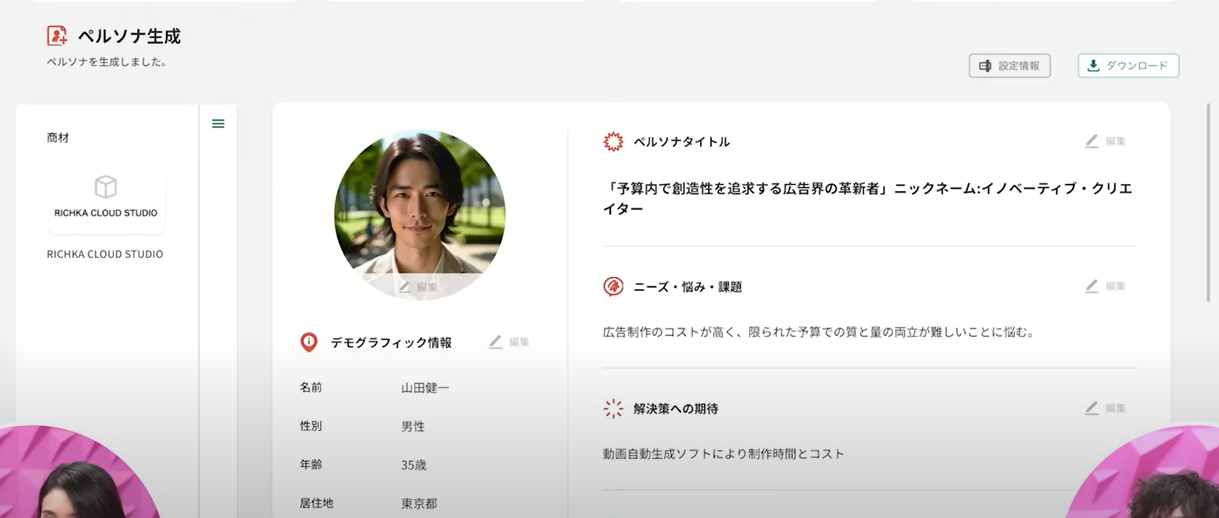 ペルソナ生成
ペルソナを生成しました。
設定情報
ダウンロード
商材
RICHKA CLOUD STUDIO
RICHKA CLOUD STUDIO
編集
デモグラフィック情報
編集
名前 山田健一
性別 男性
年齢 35歳
居住地 東京都
ペルソナタイトル
編集
「予算内で創造性を追求する広告界の革新者」ニックネーム:イノベーティブ・クリエ
イター
ニーズ・悩み・課題
編集
広告制作のコストが高く、限られた予算での質と量の両立が難しいことに悩む。
解決策への期待
編集
動画自動生成ソフトにより制作時間とコスト